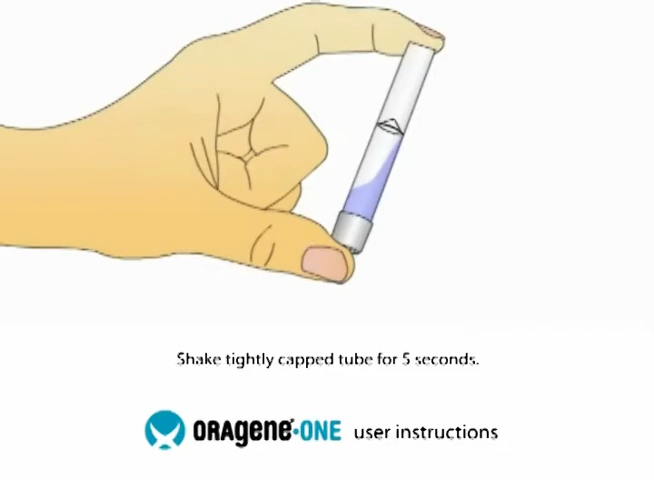 Shake tightly capped tube for 5 seconds.
ORAgene•ONE user instructions